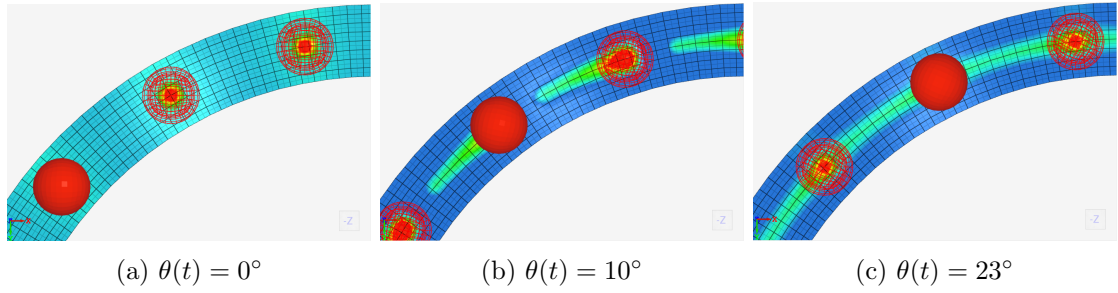 x
-Z
-Z
x
-Z
(a) θ(t) = 0°
(b) θ(t) = 10°
(c) θ(t) = 23°